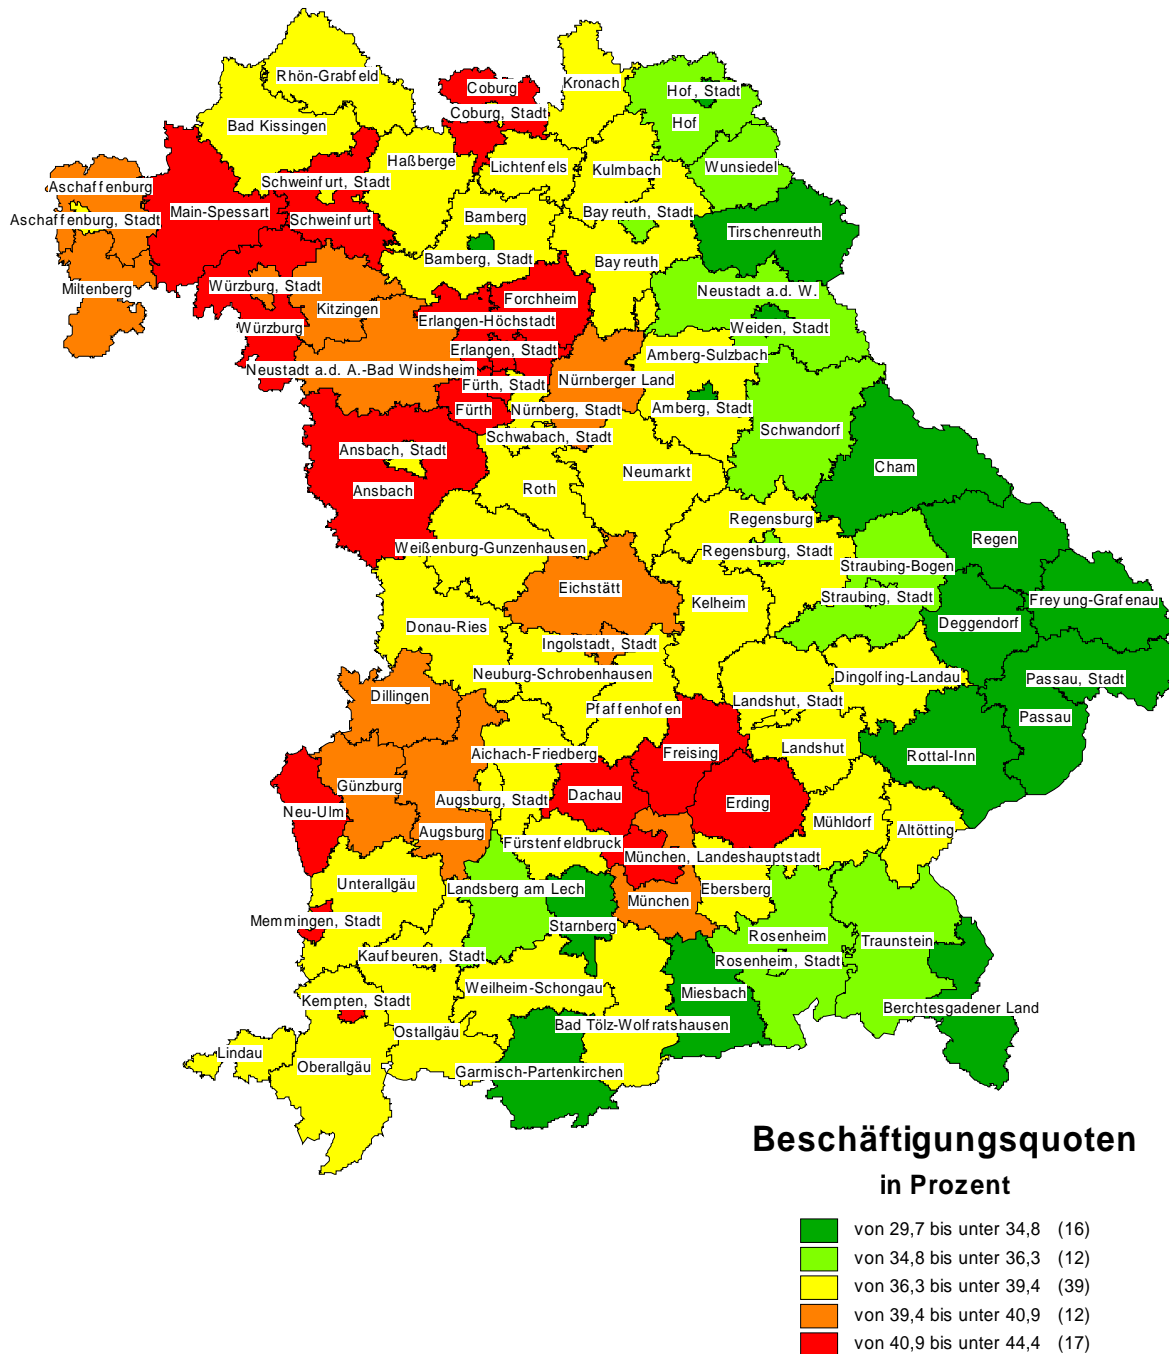 Rhön-Grabfeld
Coburg
Kronach
Hof, Stadt
Coburg, Stadt
Hof
Bad Kissingen
Haßberge
Lichtenfels
Kulmbach
Wunsiedel
Aschaffenburg
Schweinfurt, Stadt
Aschaffenburg, Stadt
Main-Spessart
Schweinfurt
Bamberg
Bayreuth, Stadt
Tirschenreuth
Bamberg, Stadt
Bayreuth
Miltenberg
Würzburg, Stadt
Kitzingen
Forchheim
Neustadt a.d. W.
Würzburg
Erlangen-Höchstadt
Weiden, Stadt
Erlangen, Stadt
Amberg-Sulzbach
Neustadt a.d. A.-Bad Windsheim
Fürth, Stadt
Nürnberger Land
Fürth
Nürnberg, Stadt
Amberg, Stadt
Schwandorf
Schwabach, Stadt
Ansbach, Stadt
Neumarkt
Cham
Ansbach
Roth
Regensburg
Weißenburg-Gunzenhausen
Regensburg, Stadt
Regen
Straubing-Bogen
Eichstätt
Kelheim
Straubing, Stadt
Freyung-Grafenau
Donau-Ries
Deggendorf
Ingolstadt, Stadt
Neuburg-Schrobenhausen
Dingolfing-Landau
Passau, Stadt
Dillingen
Pfaffenhofen
Landshut, Stadt
Passau
Aichach-Friedberg
Freising
Landshut
Rottal-Inn
Günzburg
Augsburg, Stadt
Dachau
Erding
Neu-Ulm
Augsburg
Mühldorf
Altötting
Fürstenfeldbruck
München, Landeshauptstadt
Unterallgäu
Landsberg am Lech
München
Ebersberg
Memmingen, Stadt
Starnberg
Rosenheim
Traunstein
Kaufbeuren, Stadt
Rosenheim, Stadt
Weilheim-Schongau
Miesbach
Kempten, Stadt
Berchtesgadener Land
Ostallgäu
Bad Tölz-Wolfratshausen
Lindau
Oberallgäu
Garmisch-Partenkirchen
Beschäftigungsquoten
in Prozent
von 29,7 bis unter 34,8 (16)
von 34,8 bis unter 36,3 (12)
von 36,3 bis unter 39,4 (39)
von 39,4 bis unter 40,9 (12)
von 40,9 bis unter 44,4 (17)